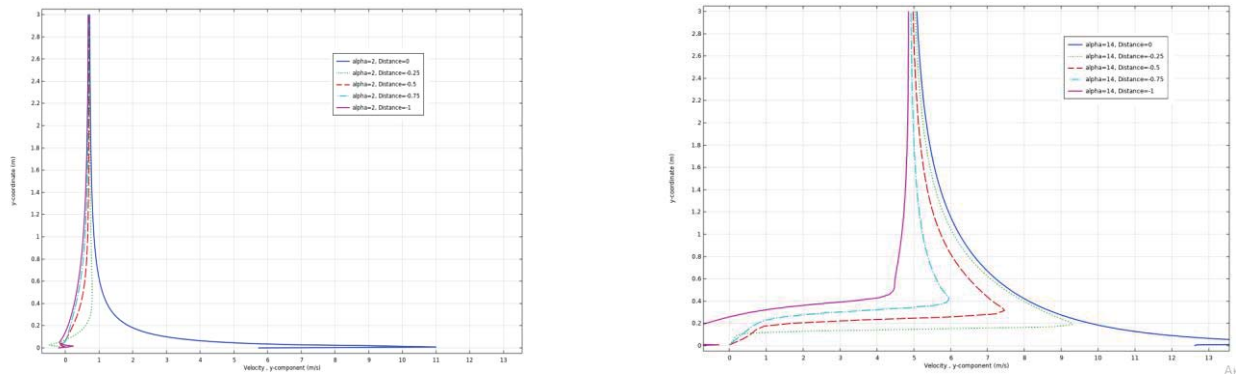 3
2.8
2.6
2.4
2.2
2
1.8
1.6
1.4
1.2
1
0.8
0.6
0.4
0.2
0
y-coordinate (m)
alpha=2, Distance=0
alpha=2, Distance=-0.25
alpha=2, Distance=-0.5
alpha=2, Distance=-0.75
alpha=2, Distance=-1
0 1 2 3 4 5 6 7 8 9 10 11 12 13
Velocity , y-component (m/s)
3
2.8
2.6
2.4
2.2
2
1.8
1.6
1.4
1.2
1
0.8
0.6
0.4
0.2
0
y-coordinate (m)
alpha=14, Distance=0
alpha=14, Distance=-0.25
alpha=14, Distance=-0.5
alpha=14, Distance=-0.75
alpha=14, Distance=-1
0 1 2 3 4 5 6 7 8 9 10 11 12 13
Velocity , y-component (m/s)